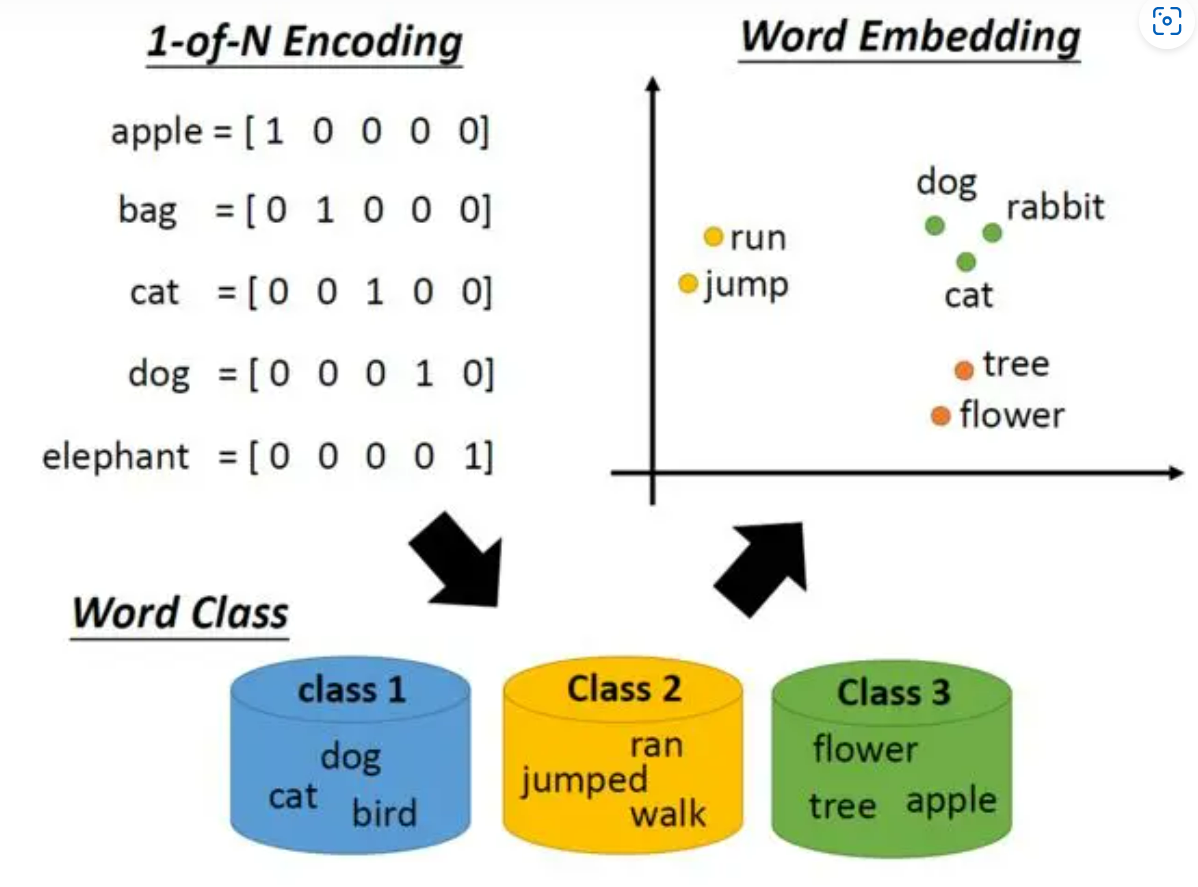 1-of-N Encoding
apple = [ 1 0 0 0 0]
bag = [ 0 1 0 0 0]
cat = [ 0 0 1 0 0]
dog = [ 0 0 0 1 0]
elephant = [ 0 0 0 0 1]
Word Embedding
dog
rabbit
run
jump
cat
tree
flower
Word Class
class 1
dog
cat
bird
Class 2
ran
jumped
walk
Class 3
flower
tree apple